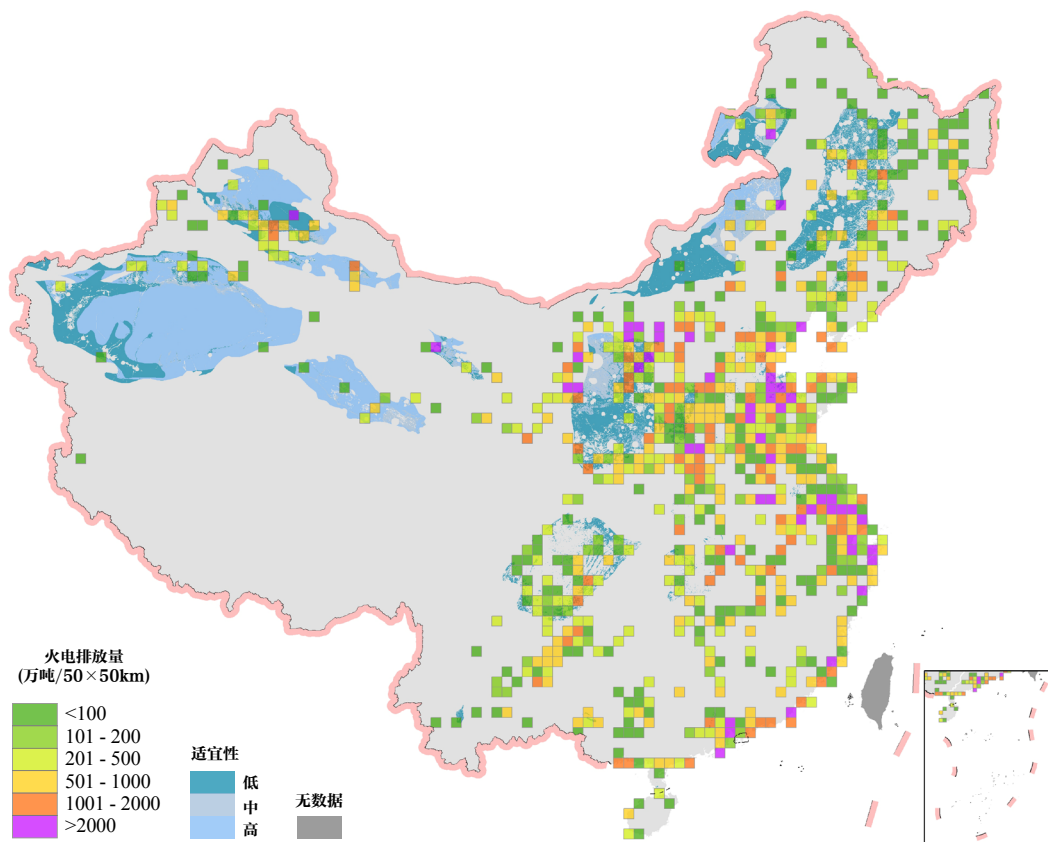 火电排放量
(万吨/50×50km)
<100
101 - 200
201 - 500
501 - 1000
1001 - 2000
>2000
适宜性
低
中
高
无数据